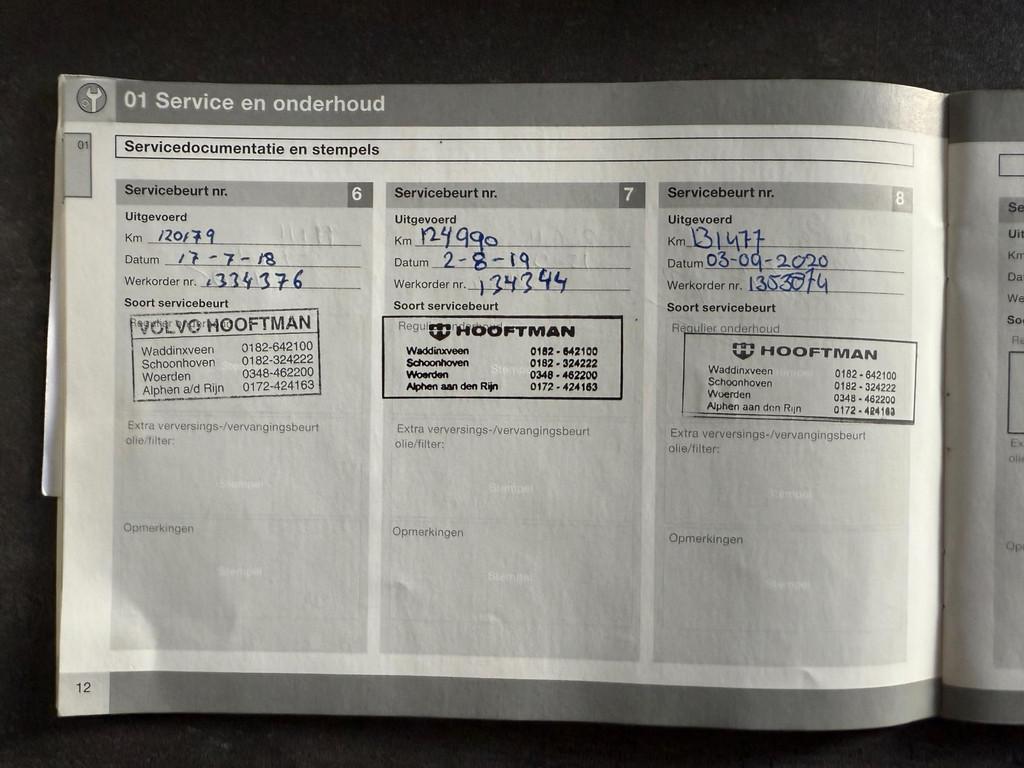 01 Service en onderhoud
01
Servicedocumentatie en stempels
Servicebeurt nr. 6
Uitgevoerd
Km 120179
Datum 17-7-18
Werkorder nr. 1334376
Soort servicebeurt
Regulier onderhoud
VOLVO HOOFTMAN
Waddinxveen 0182-642100
Schoonhoven 0182-324222
Woerden 0348-462200
Alphen a/d Rijn 0172-424163
Extra verversings-/vervangingsbeurt
olie/filter:
Stempel
Opmerkingen
Stempel
Servicebeurt nr. 7
Uitgevoerd
Km 124990
Datum 2-8-19
Werkorder nr. 134344
Soort servicebeurt
Regulier onderhoud
HOOFTMAN
Waddinxveen 0182 - 642100
Schoonhoven 0182 - 324222
Woerden 0348 - 462200
Alphen aan den Rijn 0172 - 424163
Extra verversings-/vervangingsbeurt
olie/filter:
Stempel
Opmerkingen
Stempel
Servicebeurt nr. 8
Uitgevoerd
Km 131477
Datum 03-09-2020
Werkorder nr. 1353074
Soort servicebeurt
Regulier onderhoud
HOOFTMAN
Waddinxveen 0182 - 642100
Schoonhoven 0182 - 324222
Woerden 0348 - 462200
Alphen aan den Rijn 0172 - 424163
Extra verversings-/vervangingsbeurt
olie/filter:
Stempel
Opmerkingen
Stempel
12